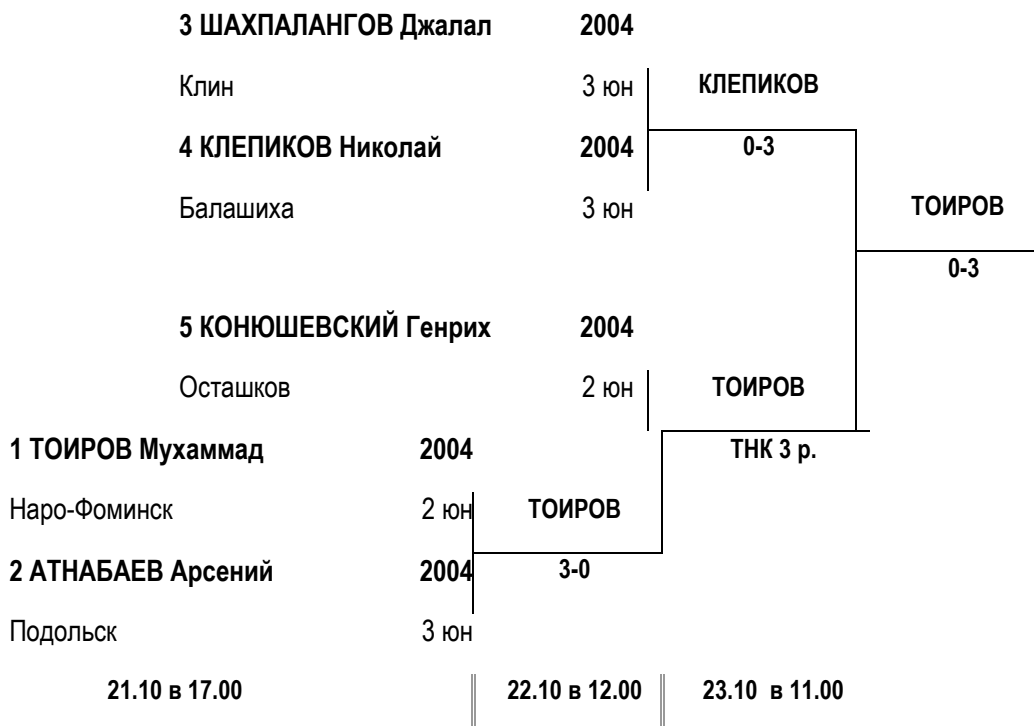 3 ШАХПАЛАНГОВ Джалал 2004
Клин 3 юн КЛЕПИКОВ
4 КЛЕПИКОВ Николай 2004 0-3
Балашиха 3 юн ТОИРОВ
0-3
5 КОНЮШЕВСКИЙ Генрих 2004
Осташков 2 юн ТОИРОВ
1 ТОИРОВ Мухаммад 2004 ТНК 3 р.
Наро-Фоминск 2 юн ТОИРОВ
2 АТНАБАЕВ Арсений 2004 3-0
Подольск 3 юн
21.10 в 17.00 22.10 в 12.00 23.10 в 11.00